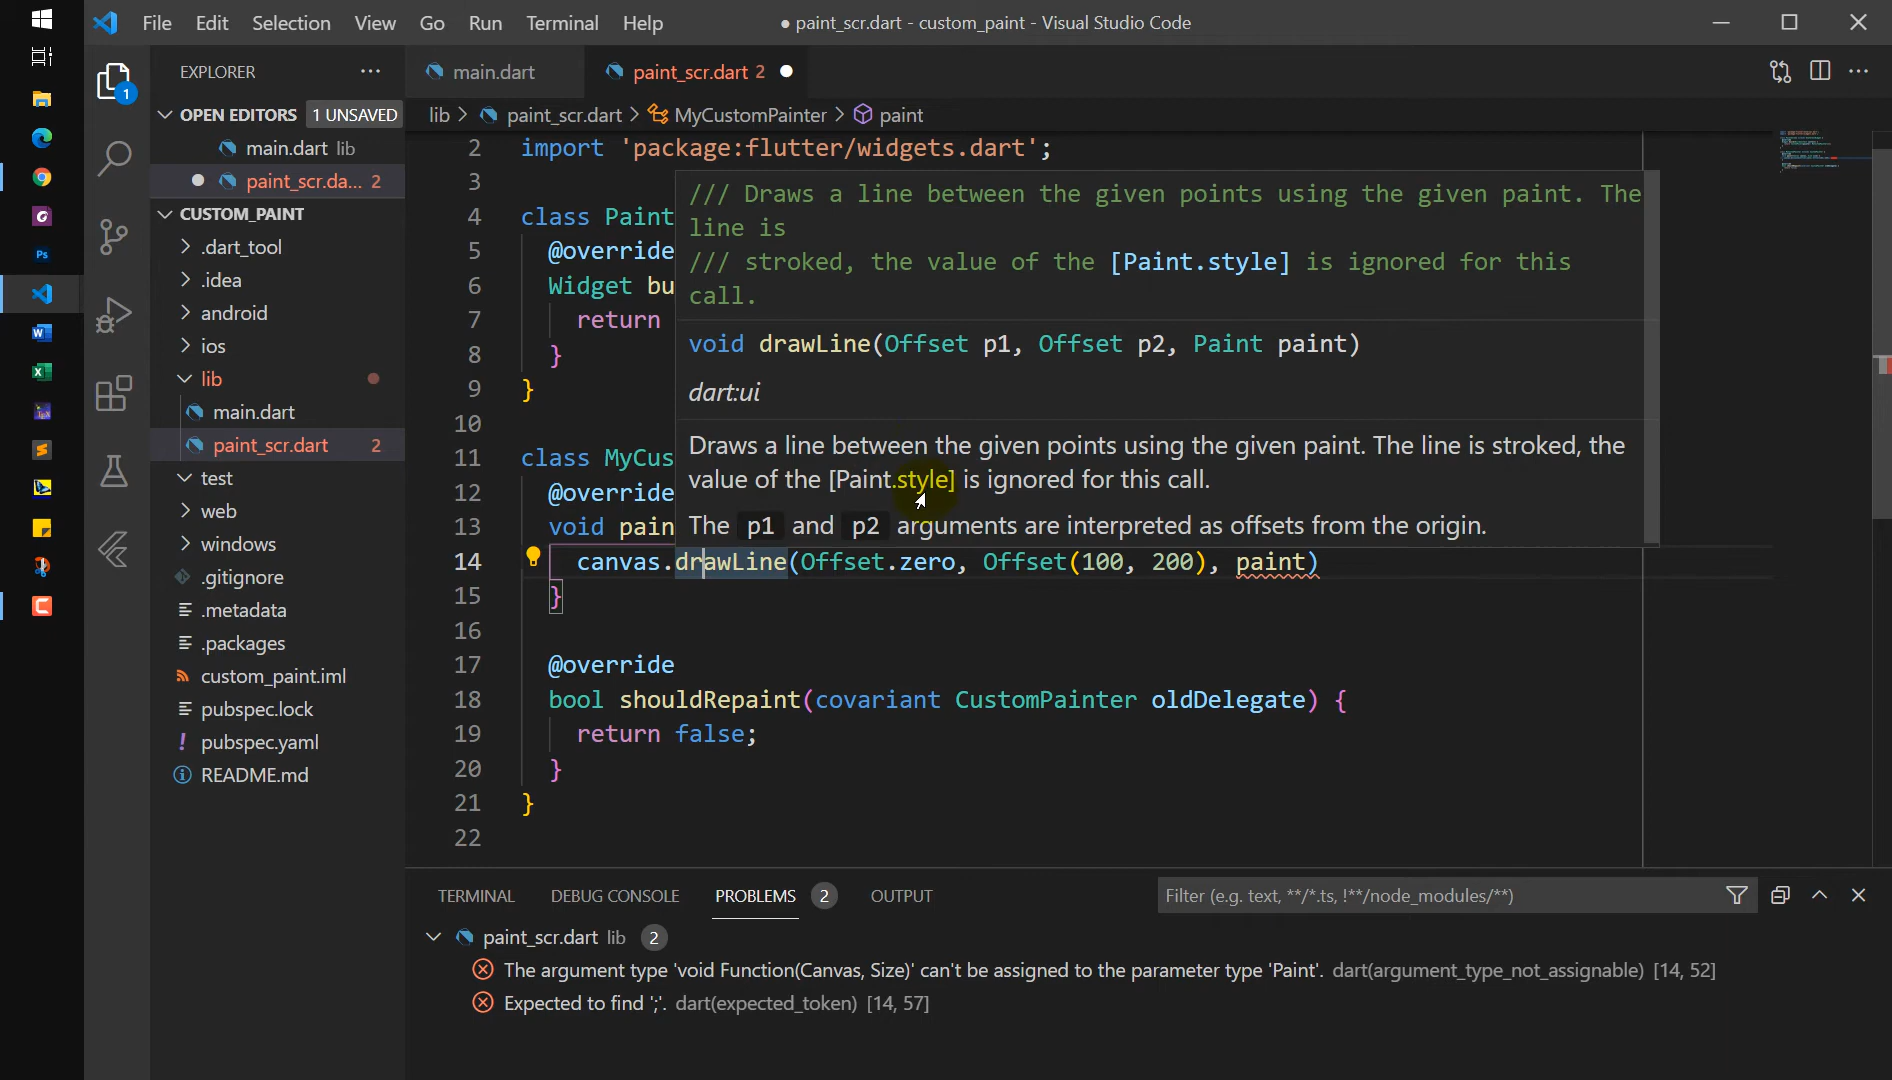 File Edit Selection View Go Run Terminal Help
● paint_scr.dart - custom_paint - Visual Studio Code
EXPLORER
OPEN EDITORS 1 UNSAVED
main.dart lib
paint_scr.da... 2
CUSTOM_PAINT
.dart_tool
.idea
android
ios
lib
main.dart
paint_scr.dart 2
test
web
windows
.gitignore
.metadata
.packages
custom_paint.iml
pubspec.lock
pubspec.yaml
README.md
1
Ps
main.dart
paint_scr.dart 2
lib > paint_scr.dart > MyCustomPainter > paint
2 import 'package:flutter/widgets.dart';
3
4 class Paint
5 @override
6 Widget bu
7 return
8 }
9 }
10
11 class MyCus
12 @override
13 void pain
14 canvas.drawLine(Offset.zero, Offset(100, 200), paint)
15 }
16
17 @override
18 bool shouldRepaint(covariant CustomPainter oldDelegate) {
19 return false;
20 }
21 }
22
/// Draws a line between the given points using the given paint. The
line is
/// stroked, the value of the [Paint.style] is ignored for this
call.
void drawLine(Offset p1, Offset p2, Paint paint)
dart:ui
Draws a line between the given points using the given paint. The line is stroked, the
value of the [Paint.style] is ignored for this call.
The p1 and p2 arguments are interpreted as offsets from the origin.
TERMINAL DEBUG CONSOLE PROBLEMS 2 OUTPUT
Filter (e.g. text, **/*.ts, !**/node_modules/**)
paint_scr.dart lib 2
The argument type 'void Function(Canvas, Size)' can't be assigned to the parameter type 'Paint'. dart(argument_type_not_assignable) [14, 52]
Expected to find ';'. dart(expected_token) [14, 57]